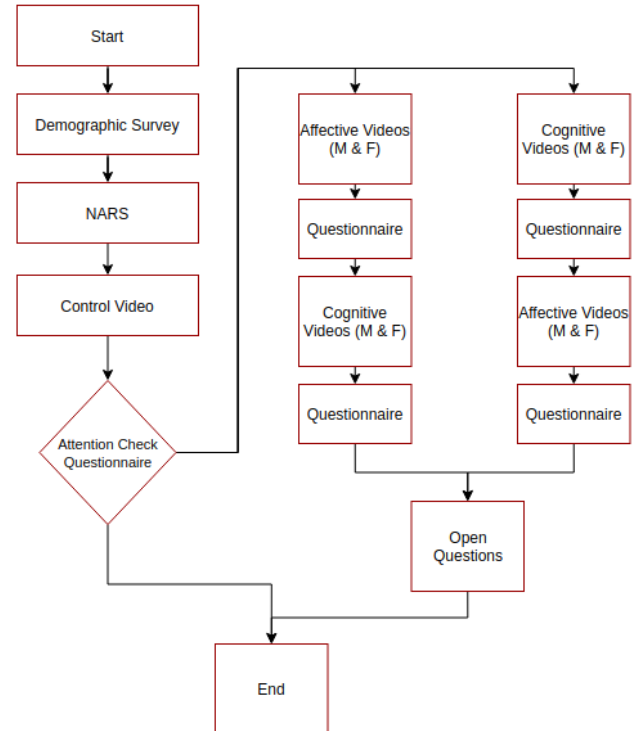 Start
Demographic Survey
NARS
Control Video
Attention Check
Questionnaire
Affective Videos
(M & F)
Questionnaire
Cognitive
Videos (M & F)
Questionnaire
Cognitive
Videos (M & F)
Questionnaire
Affective Videos
(M & F)
Questionnaire
Open
Questions
End